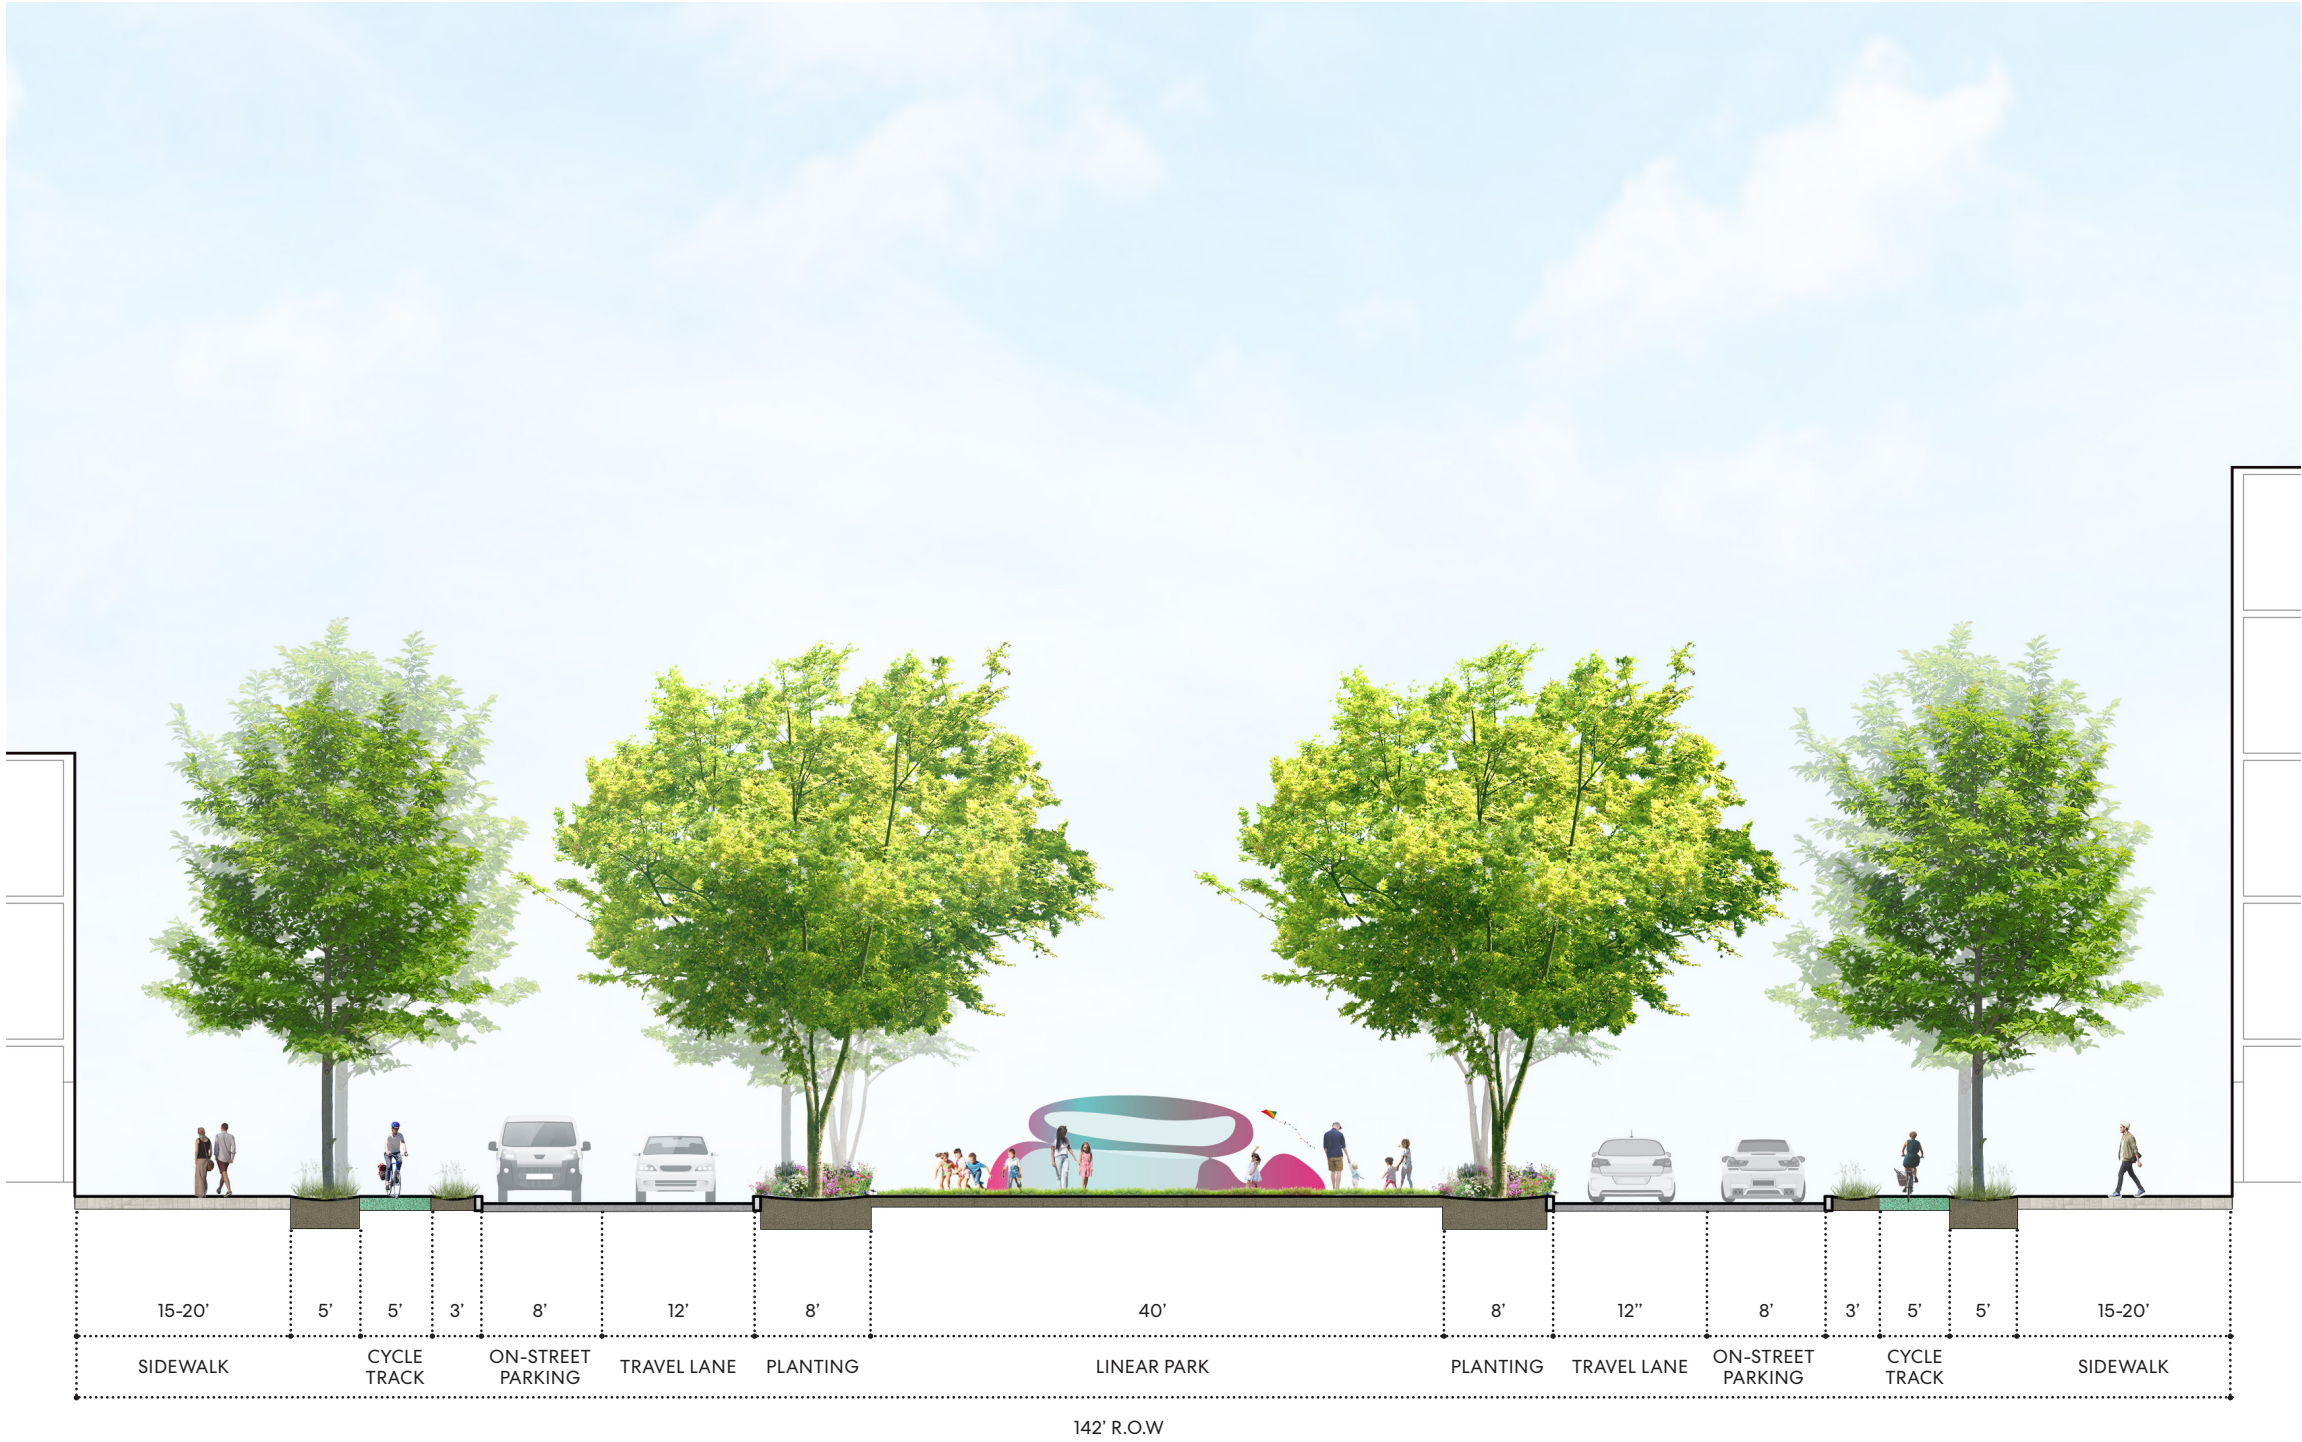 15-20’ 5’ 5’ 3’ 8’ 12’ 8’ 40’ 8’ 12’’ 8’ 3’ 5’ 5’ 15-20’
SIDEWALK
CYCLE
TRACK
ON-STREET
PARKING
TRAVEL LANE
PLANTING
LINEAR PARK
PLANTING
TRAVEL LANE
ON-STREET
PARKING
CYCLE
TRACK
SIDEWALK
142’ R.O.W